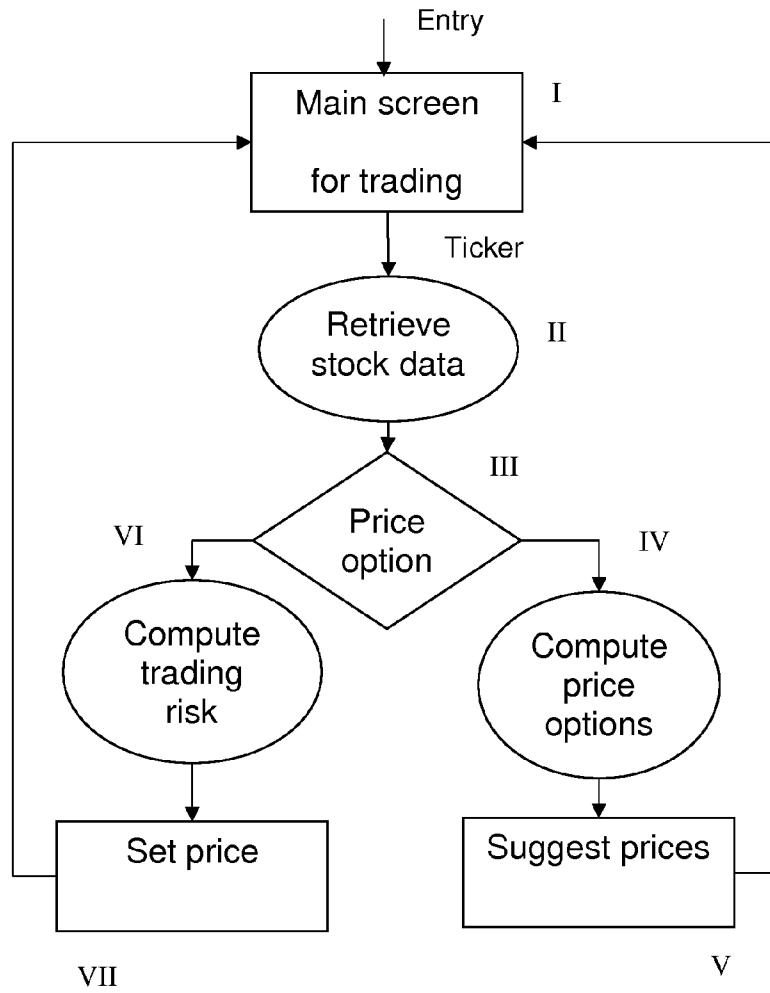 Entry
Main screen
I
for trading
Ticker
Retrieve
stock data
II
III
Price
option
VI
IV
Compute
trading
risk
Compute
price
options
Set price
Suggest prices
VII
V